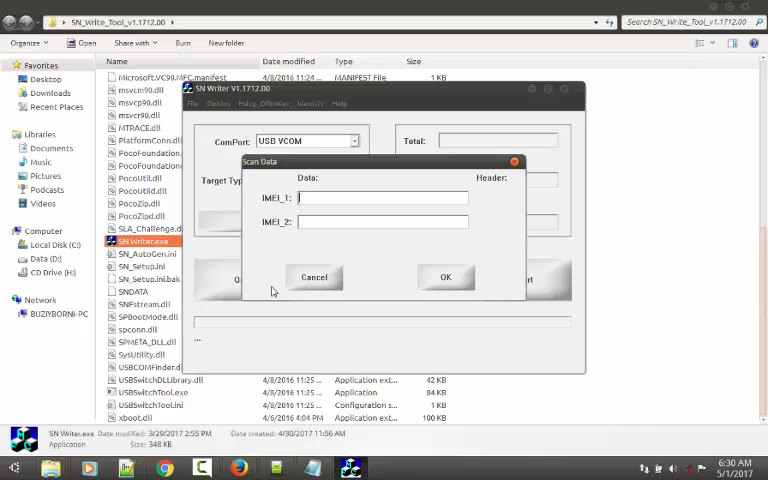 SN_Write_Tool_v1.1712.00
Search SN_Write_Tool_v1.1712.00
Organize Open Share with Burn New folder
Favorites
Desktop
Downloads
Recent Places
Libraries
Documents
Music
Pictures
Podcasts
Videos
Computer
Local Disk (C:)
Data (D:)
CD Drive (H:)
Network
BUZIYBORNI-PC
Name Date modified Type Size
Microsoft.VC90.MFC.manifest 4/8/2016 11:24 ... MANIFEST File 1 KB
msvcm90.dll
msvcp90.dll
msvcr90.dll
MTRACE.dll
PlatformConn.dll
PocoFoundation.
PocoFoundation
PocoUtil.dll
PocoUtild.dll
PocoZip.dll
PocoZipd.dll
SLA_Challenge.d
SN Writer.exe
SN_AutoGen.ini
SN_Setup.ini
SN_Setup.ini.bak
SNDATA
SNFstream.dll
SPBootMode.dll
spconn.dll
SPMETA_DLL.dll
SysUtility.dll
USBCOMFinder.dl
USBSwitchDLLibrary.dll 4/8/2016 11:25 ... Application ext... 42 KB
USBSwitchTool.exe 4/8/2016 11:25 ... Application 84 KB
USBSwitchTool.ini 4/8/2016 11:25 ... Configuration s... 1 KB
xboot.dll 4/6/2016 4:04 PM Application ext... 100 KB
SN Writer V1.1712.00
File Option Hdcp_DRMKey Identity Help
ComPort: USB VCOM
Total:
Target Typ
Scan Data
Data: Header:
IMEI_1:
IMEI_2:
Cancel OK
...
SN Writer.exe Date modified: 3/29/2017 2:55 PM Date created: 4/30/2017 11:56 AM
Application Size: 348 KB
6:30 AM
5/1/2017